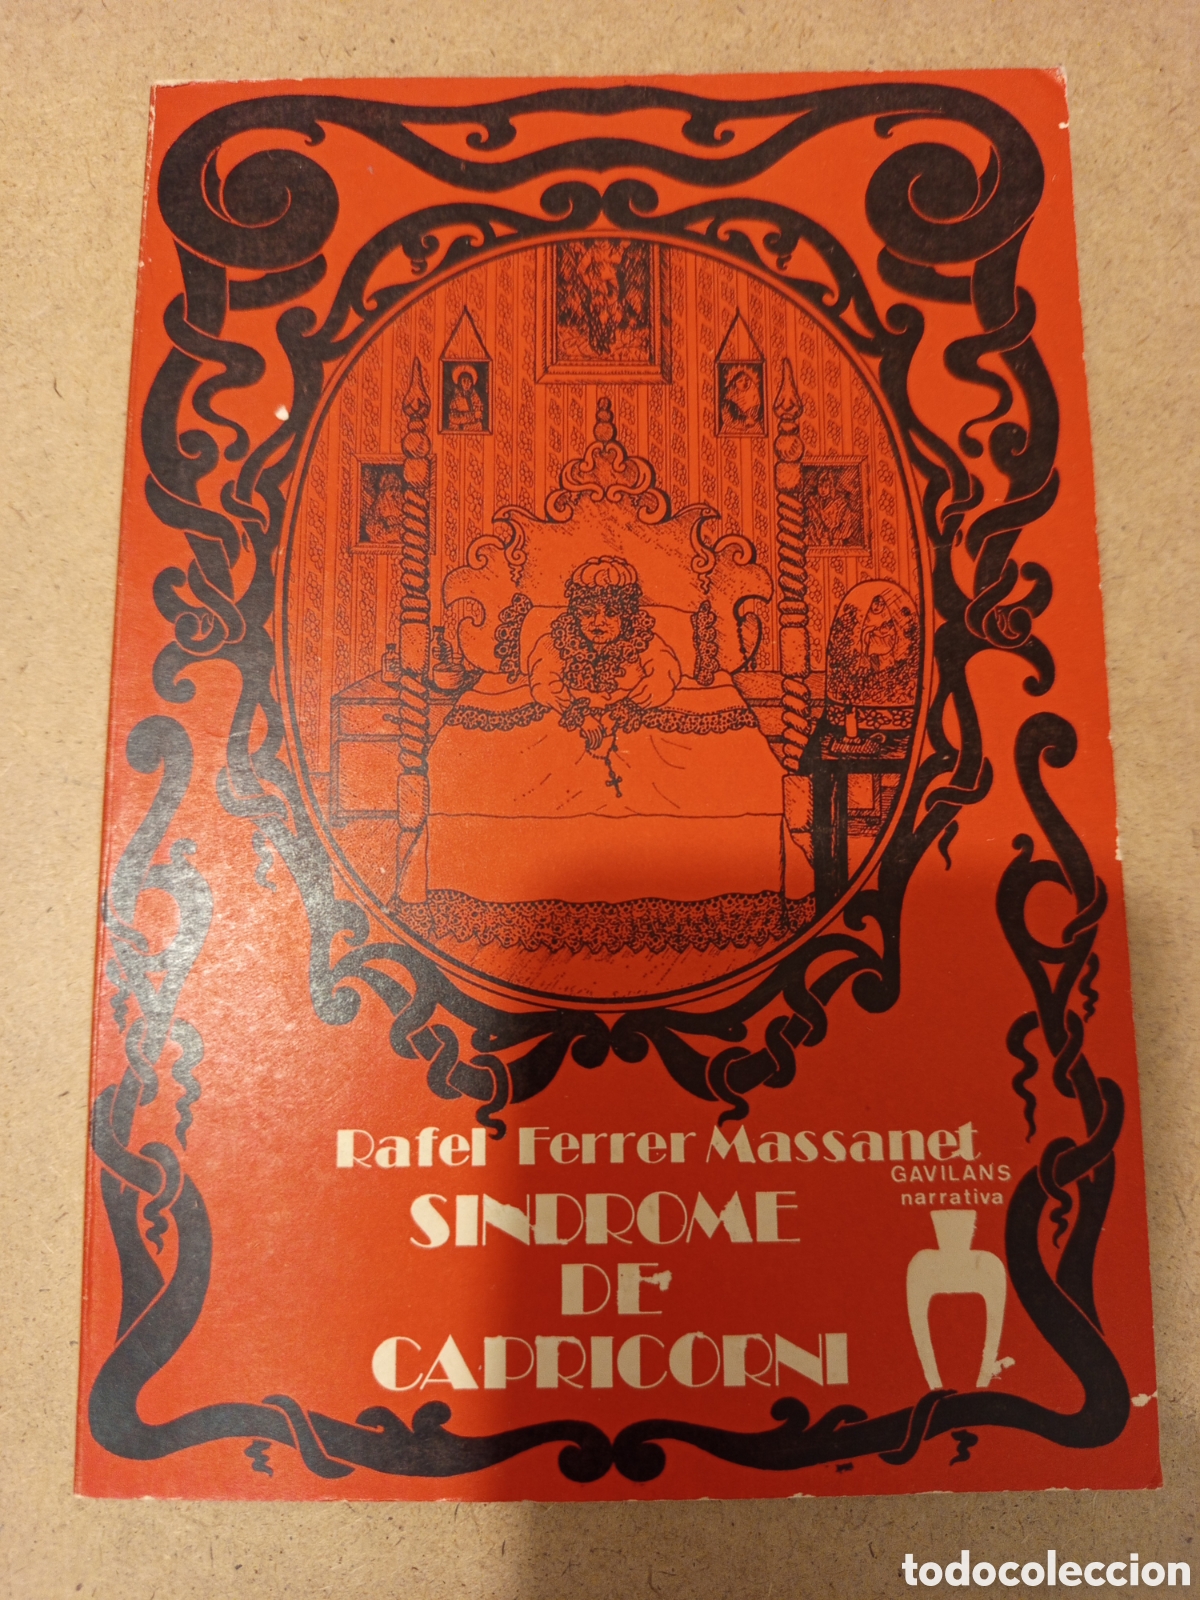 Rafel Ferrer Massanet
GAVILANS
narrativa
SINDROME
DE
CAPRICORNI
todocoleccion